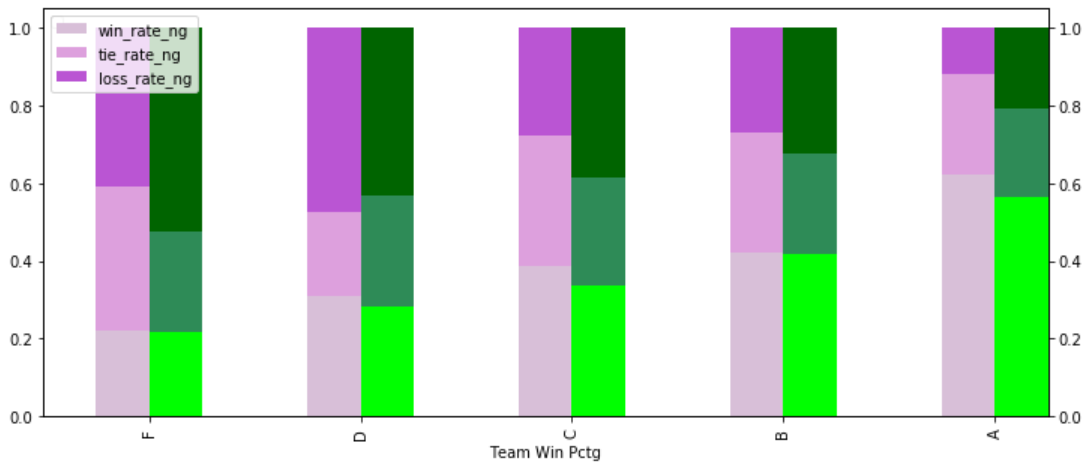 win_rate_ng
tie_rate_ng
loss_rate_ng
1.0
0.8
0.6
0.4
0.2
0.0
1.0
0.8
0.6
0.4
0.2
0.0
F
D
C
B
A
Team Win Pctg